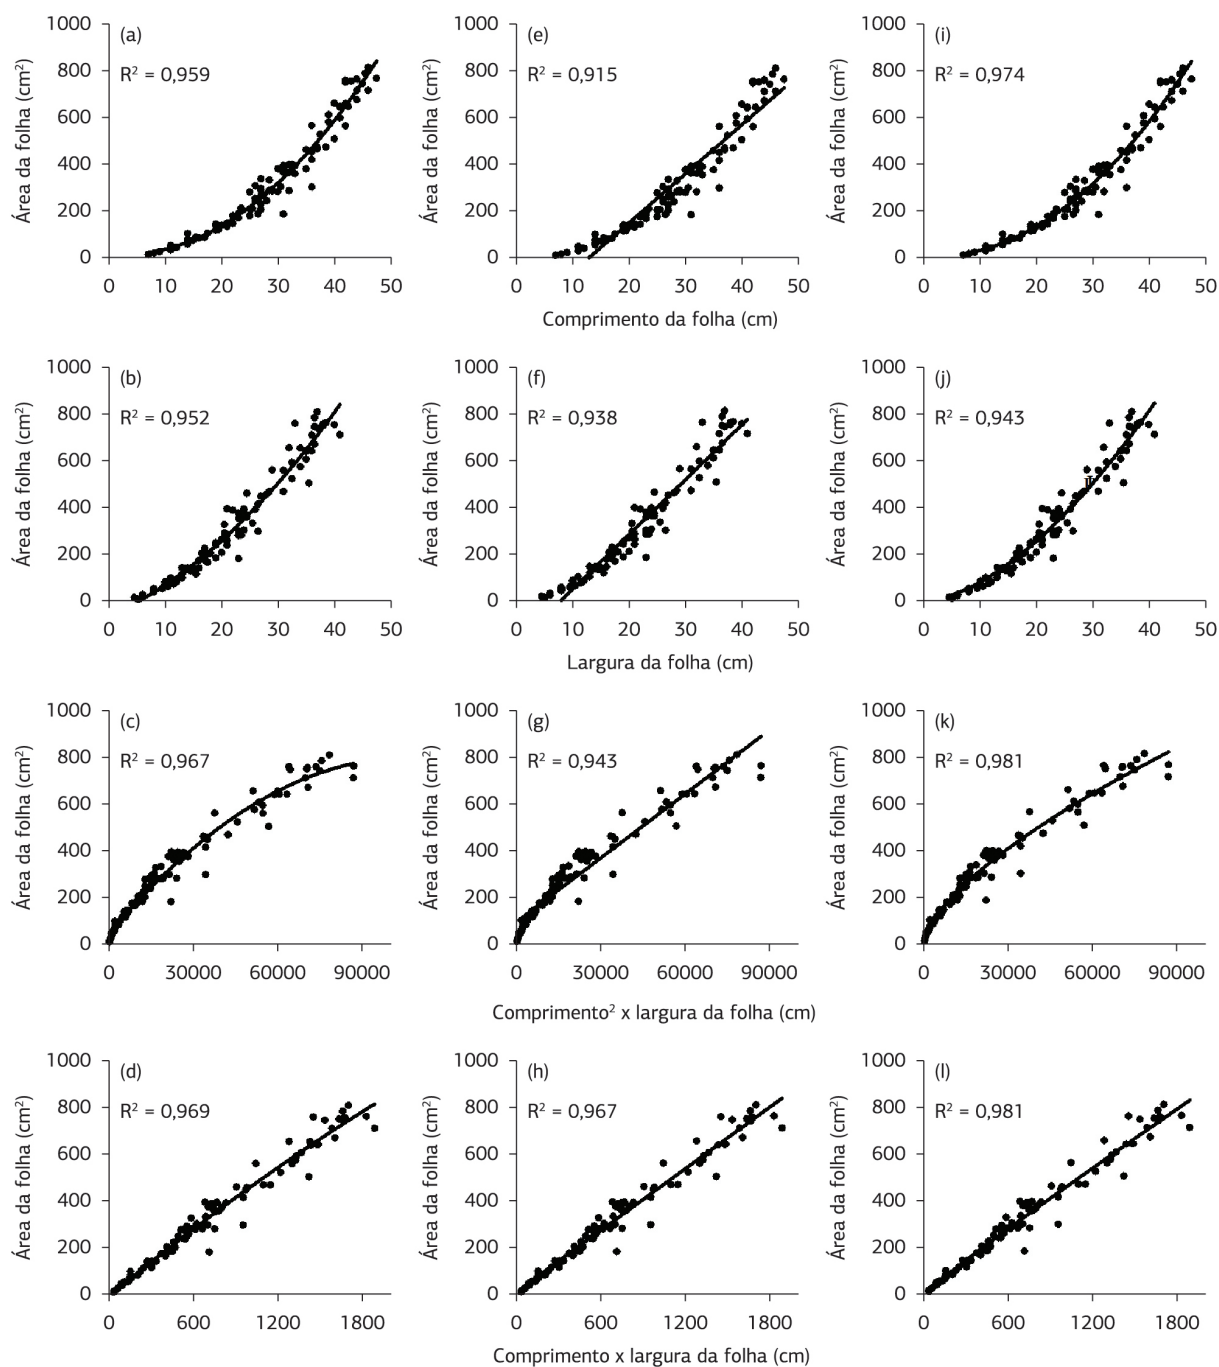 (a)
R² = 0,959
Área da folha (cm²)
1000
800
600
400
200
0
0 10 20 30 40 50
(e)
R² = 0,915
Área da folha (cm²)
1000
800
600
400
200
0
0 10 20 30 40 50
(i)
R² = 0,974
Área da folha (cm²)
1000
800
600
400
200
0
0 10 20 30 40 50
Comprimento da folha (cm)
(b)
R² = 0,952
Área da folha (cm²)
1000
800
600
400
200
0
0 10 20 30 40 50
(f)
R² = 0,938
Área da folha (cm²)
1000
800
600
400
200
0
0 10 20 30 40 50
(j)
R² = 0,943
Área da folha (cm²)
1000
800
600
400
200
0
0 10 20 30 40 50
Largura da folha (cm)
(c)
R² = 0,967
Área da folha (cm²)
1000
800
600
400
200
0
0 30000 60000 90000
(g)
R² = 0,943
Área da folha (cm²)
1000
800
600
400
200
0
0 30000 60000 90000
(k)
R² = 0,981
Área da folha (cm²)
1000
800
600
400
200
0
0 30000 60000 90000
Comprimento² x largura da folha (cm)
(d)
R² = 0,969
Área da folha (cm²)
1000
800
600
400
200
0
0 600 1200 1800
(h)
R² = 0,967
Área da folha (cm²)
1000
800
600
400
200
0
0 600 1200 1800
(l)
R² = 0,981
Área da folha (cm²)
1000
800
600
400
200
0
0 600 1200 1800
Comprimento x largura da folha (cm)